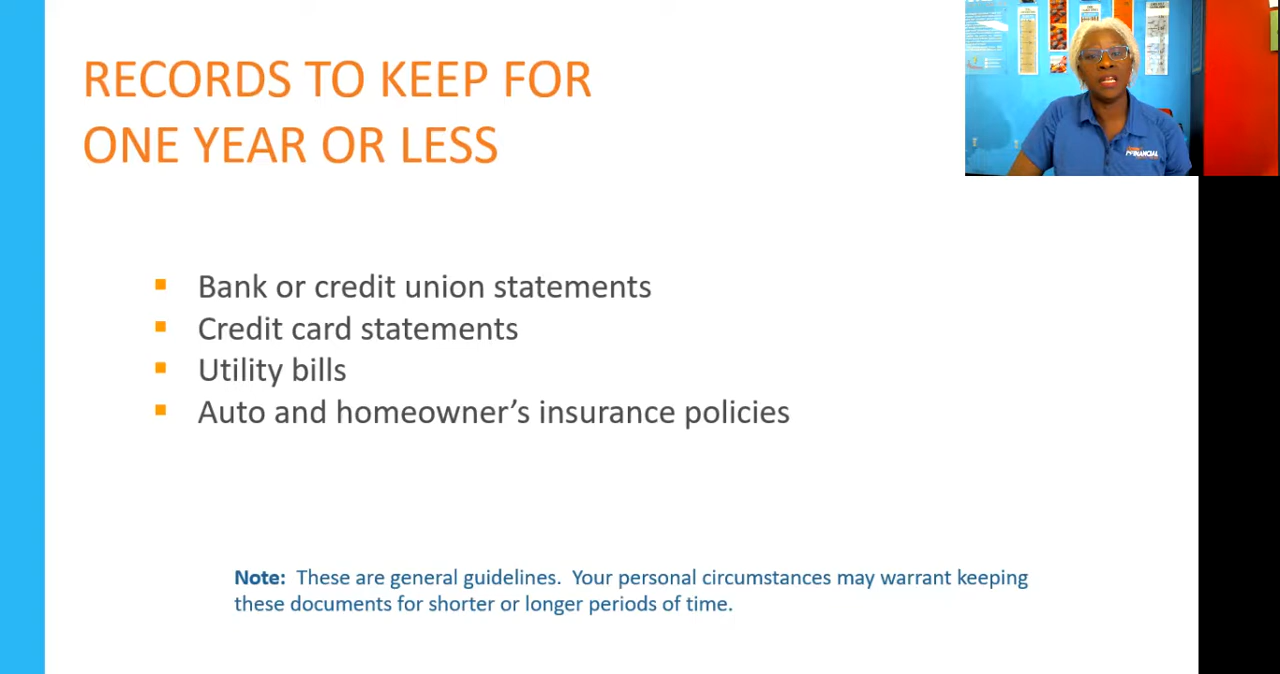 RECORDS TO KEEP FOR
ONE YEAR OR LESS
Bank or credit union statements
Credit card statements
Utility bills
Auto and homeowner’s insurance policies
Note:  These are general guidelines.  Your personal circumstances may warrant keeping
these documents for shorter or longer periods of time.
FINANCIAL